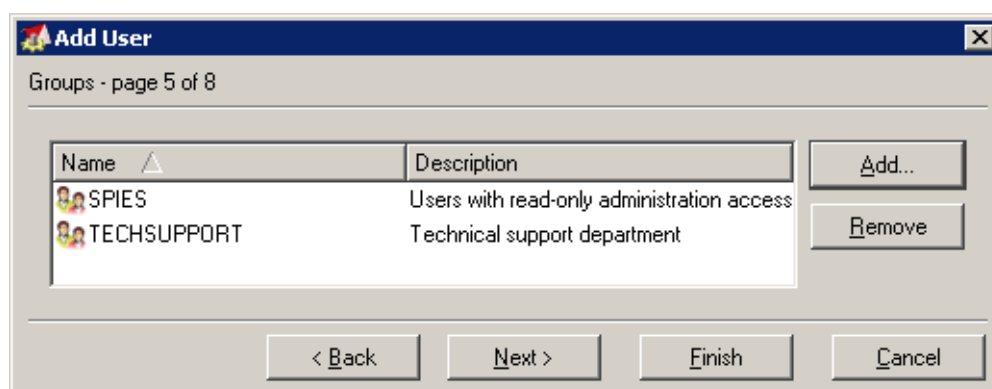 Add User
Groups - page 5 of 8
Name Description Add...
SPIES Users with read-only administration access
TECHSUPPORT Technical support department Remove
< Back Next > Finish Cancel